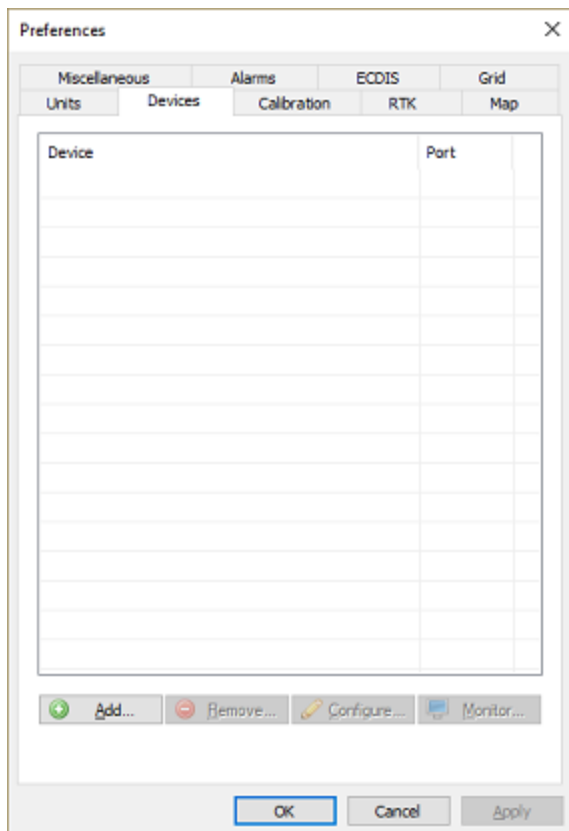 Preferences
Miscellaneous Alarms ECDIS Grid
Units Devices Calibration RTK Map
Device Port
Add... Remove... Configure... Monitor...
OK Cancel Apply